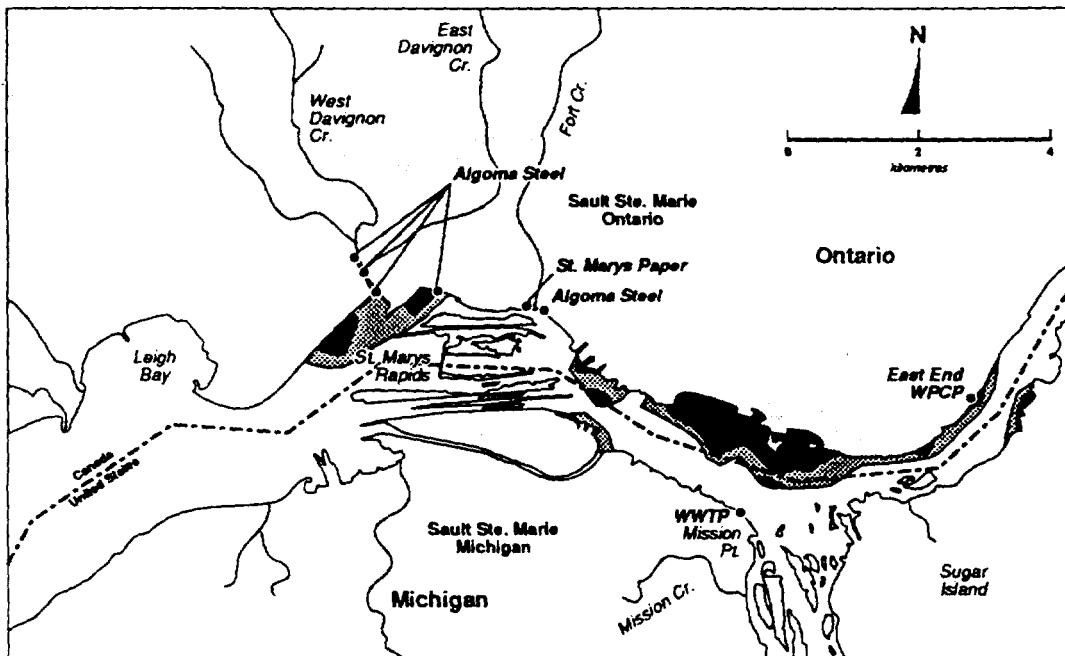 East
Davignon
Cr.
West
Davignon
Cr.
Fort Cr.
N
0
2
4
kilometres
Algoma Steel
Sault Ste. Marie
Ontario
Ontario
St. Marys Paper
Algoma Steel
Leigh
Bay
St. Marys
Rapids
East End
WPCP
Canada
United States
Sault Ste. Marie
Michigan
WWTP
Mission
Pt.
Michigan
Mission Cr.
Sugar
Island